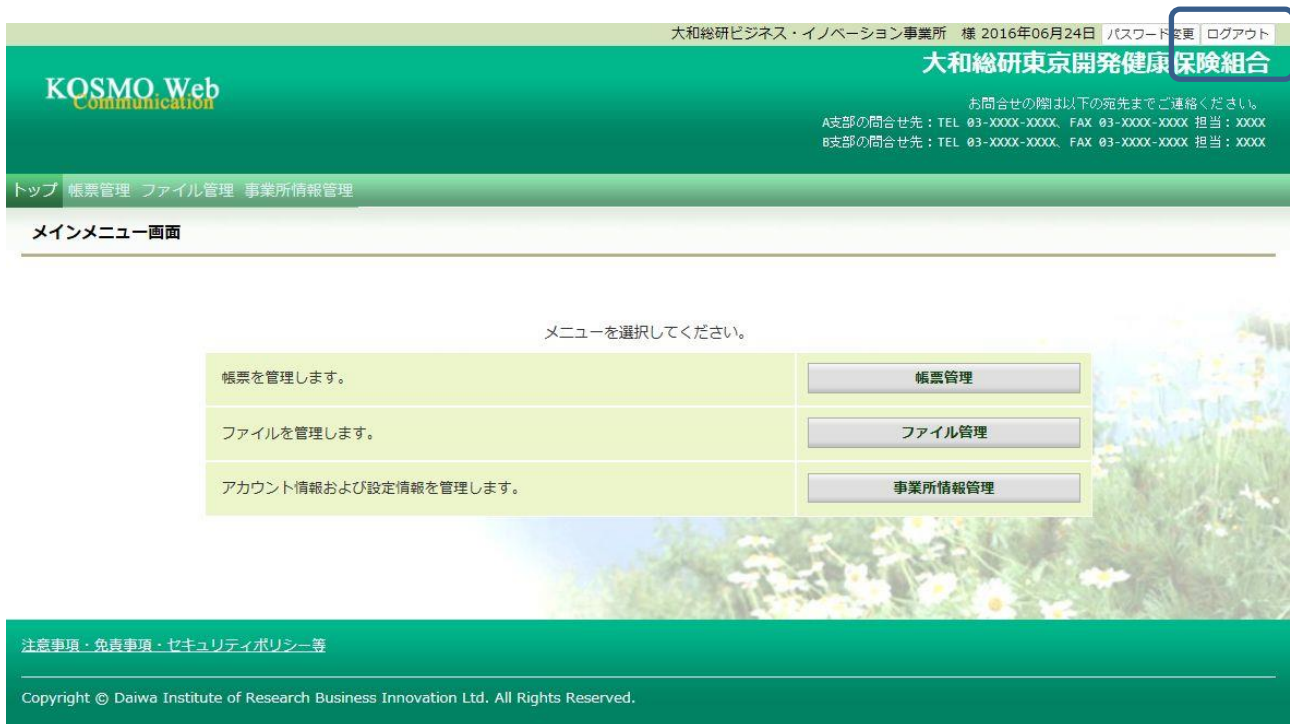 大和総研ビジネス・イノベーション事業所 様 2016年06月24日 パスワード変更 ログアウト
大和総研東京開発健康保険組合
KOSMO Web
Communication
お問合せの際は以下の宛先までご連絡ください。
A支部の問合せ先：TEL 03-XXXX-XXXX、FAX 03-XXXX-XXXX 担当：XXXX
B支部の問合せ先：TEL 03-XXXX-XXXX、FAX 03-XXXX-XXXX 担当：XXXX
トップ 帳票管理 ファイル管理 事業所情報管理
メインメニュー画面
メニューを選択してください。
帳票を管理します。 帳票管理
ファイルを管理します。 ファイル管理
アカウント情報および設定情報を管理します。 事業所情報管理
注意事項・免責事項・セキュリティポリシー等
Copyright © Daiwa Institute of Research Business Innovation Ltd. All Rights Reserved.